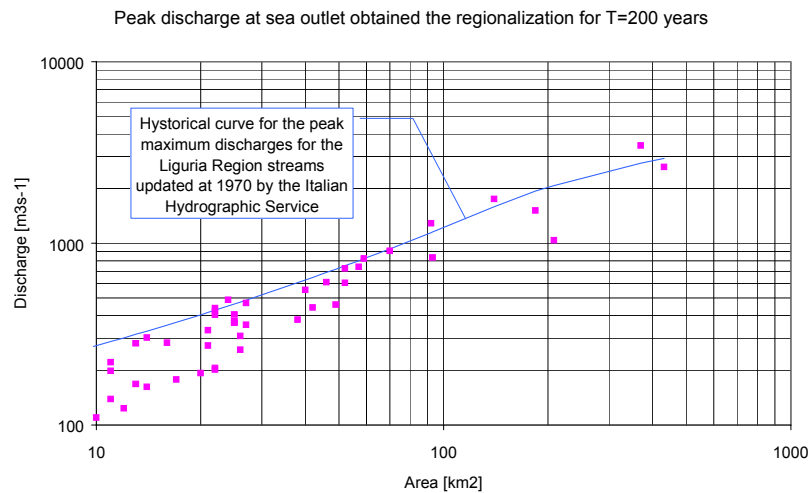 Peak discharge at sea outlet obtained the regionalization for T=200 years
10000
Hystorical curve for the peak
maximum discharges for the
Liguria Region streams
updated at 1970 by the Italian
Hydrographic Service
Discharge [m3s-1]
1000
100
10
100
1000
Area [km2]